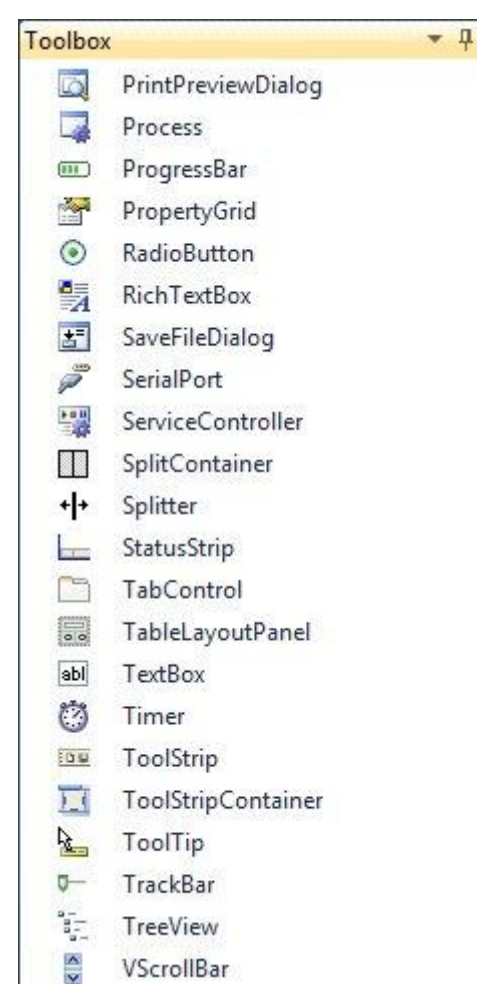 Toolbox
PrintPreviewDialog
Process
ProgressBar
PropertyGrid
RadioButton
RichTextBox
SaveFileDialog
SerialPort
ServiceController
SplitContainer
Splitter
StatusStrip
TabControl
TableLayoutPanel
abl TextBox
Timer
ToolStrip
ToolStripContainer
ToolTip
TrackBar
TreeView
VScrollBar